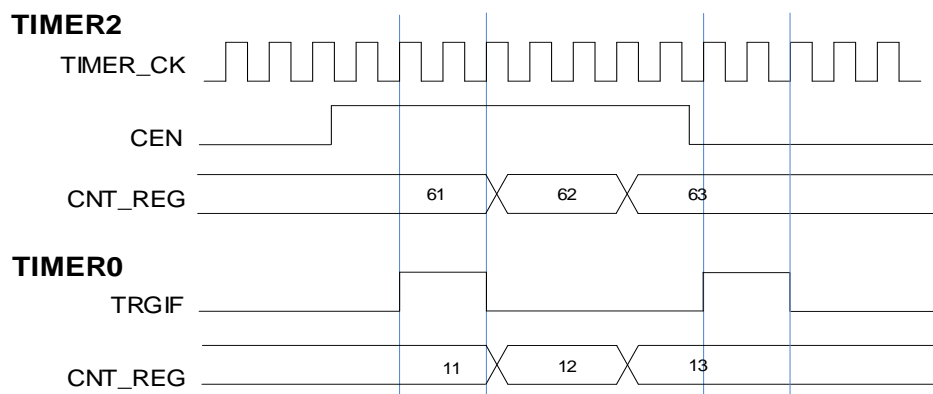 TIMER2
TIMER_CK
CEN
CNT_REG 61 62 63
TIMER0
TRGIF
CNT_REG 11 12 13